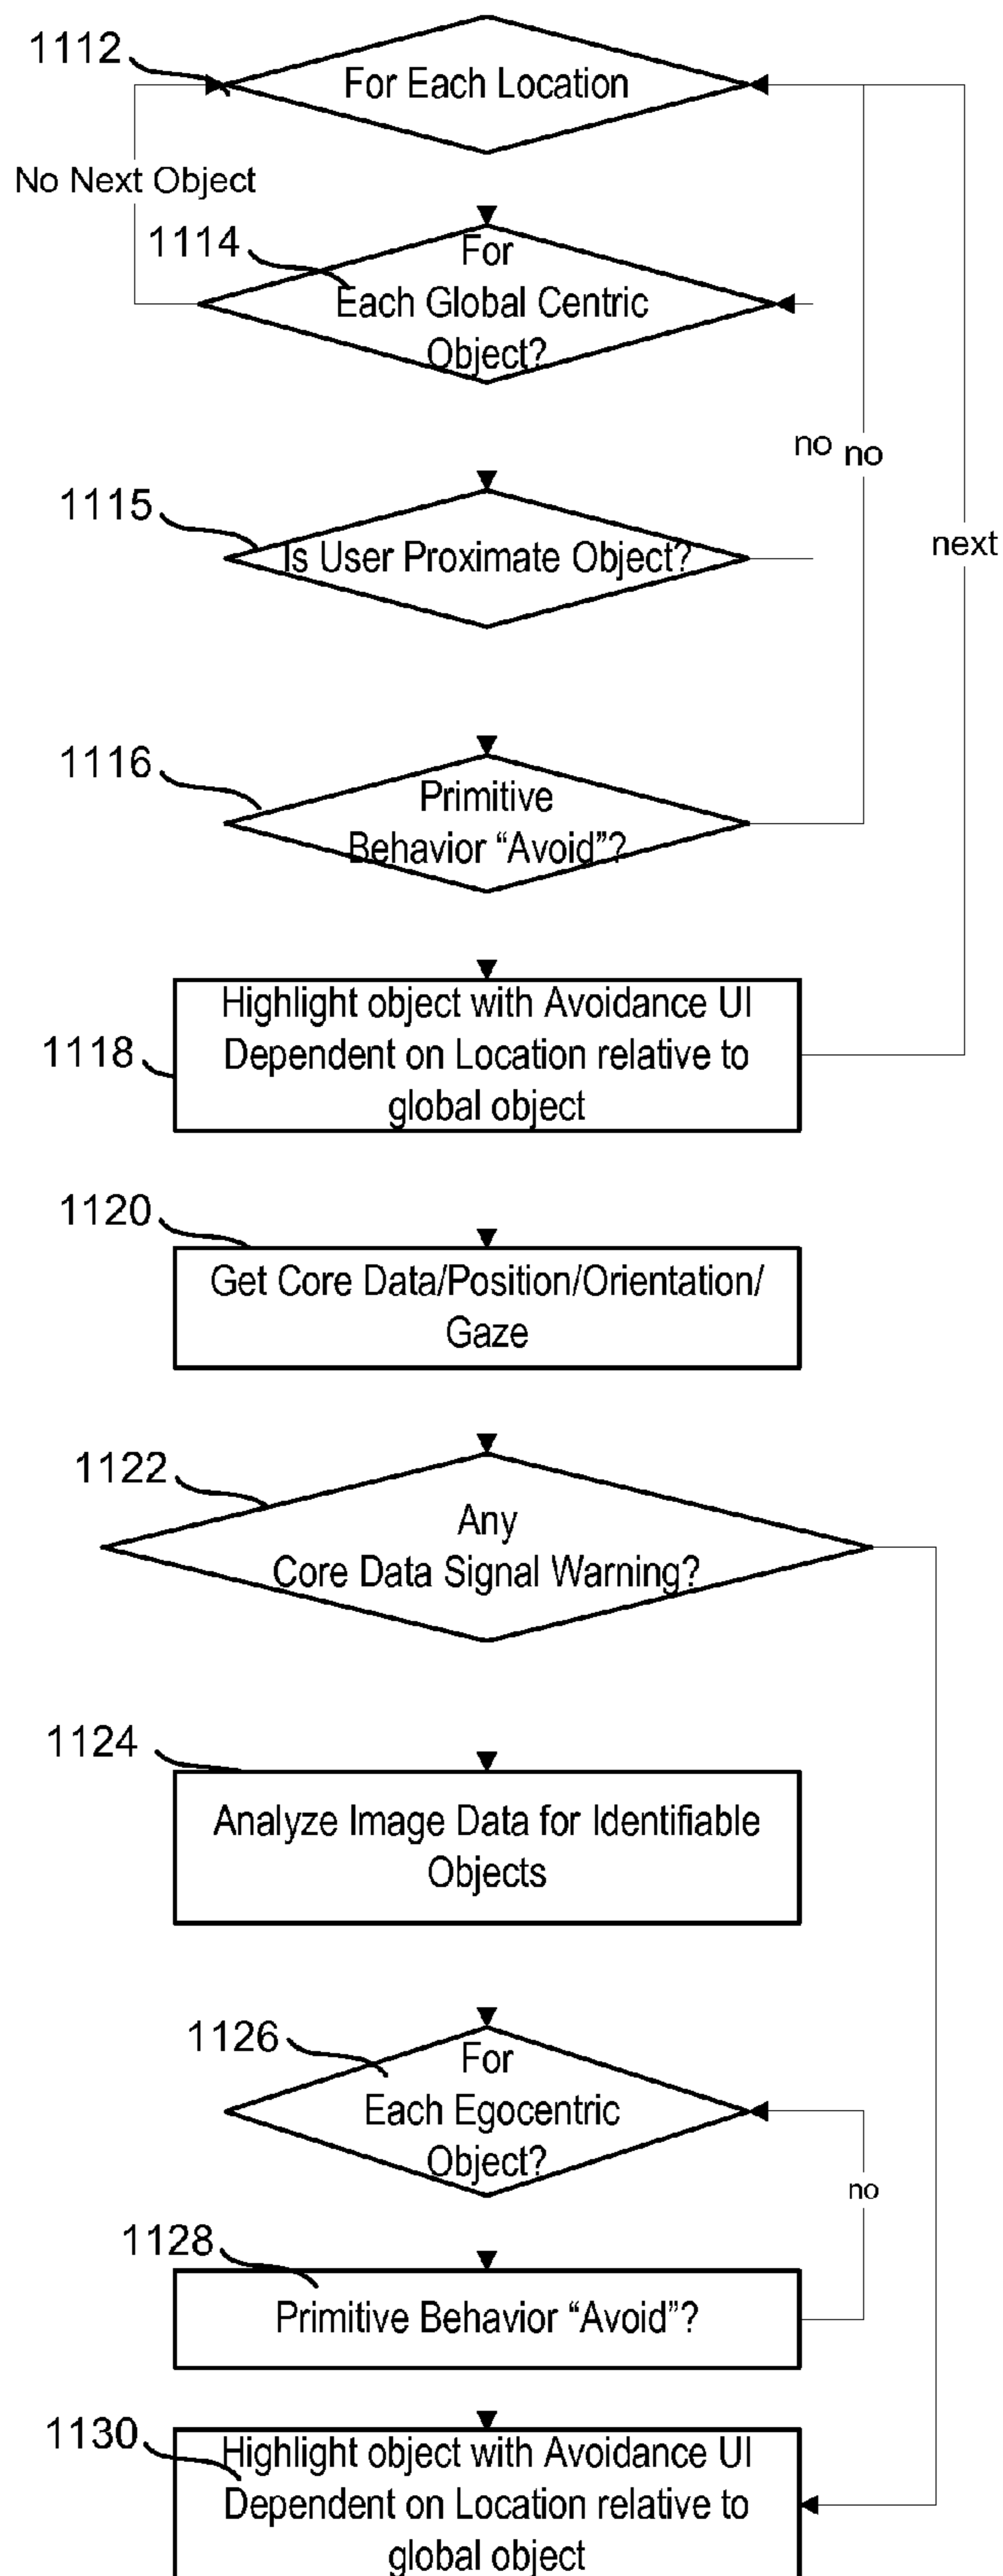 1112
For Each Location
No Next Object
1114
For
Each Global Centric
Object?
no no
next
1115
Is User Proximate Object?
1116
Primitive
Behavior “Avoid”?
Highlight object with Avoidance UI
1118
Dependent on Location relative to
global object
1120
Get Core Data/Position/Orientation/
Gaze
1122
Any
Core Data Signal Warning?
1124
Analyze Image Data for Identifiable
Objects
1126
For
Each Egocentric
Object?
no
1128
Primitive Behavior “Avoid”?
1130
Highlight object with Avoidance UI
Dependent on Location relative to
global object